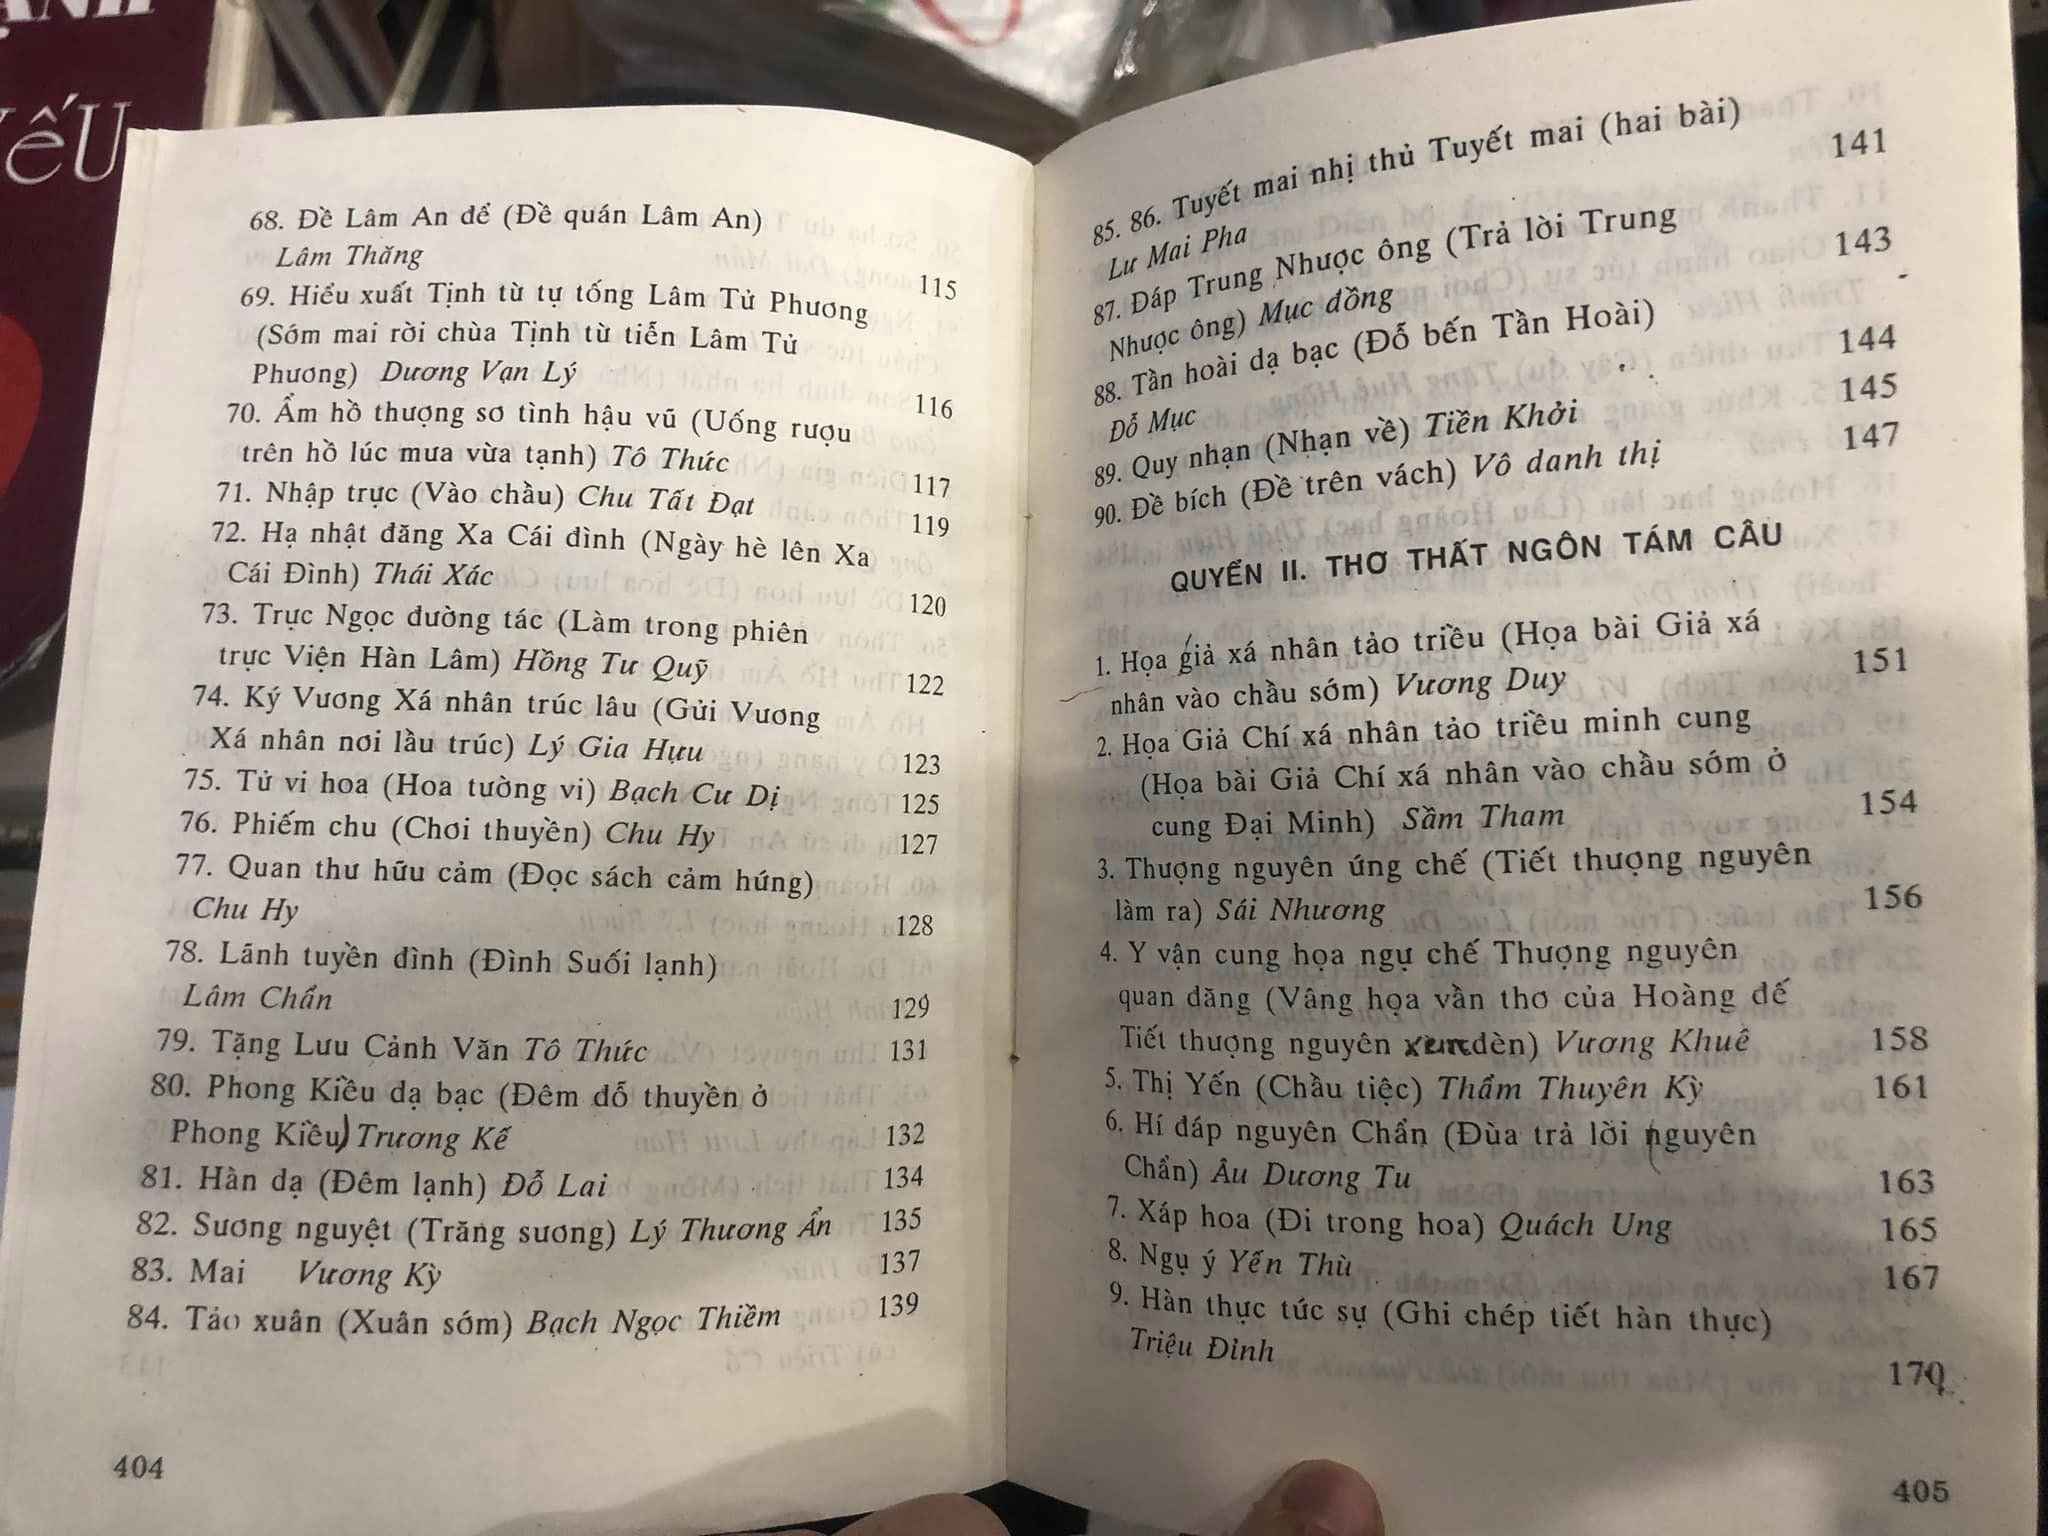 ẾU
68. Đề Lâm An để (Đề quán Lâm An)
Lâm Thăng 115
69. Hiểu xuất Tịnh từ tự tống Lâm Tử Phương
(Sớm mai rời chùa Tịnh từ tiễn Lâm Tử
Phương) Dương Vạn Lý 116
70. Ẩm hồ thượng sơ tình hậu vũ (Uống rượu
trên hồ lúc mưa vừa tạnh) Tô Thức 117
71. Nhập trực (Vào chầu) Chu Tất Đạt 119
72. Hạ nhật đăng Xa Cái đình (Ngày hè lên Xa
Cái Đình) Thái Xác 120
73. Trực Ngọc đường tác (Làm trong phiên
trực Viện Hàn Lâm) Hồng Tư Quỹ 122
74. Ký Vương Xá nhân trúc lâu (Gửi Vương
Xá nhân nơi lầu trúc) Lý Gia Hựu 123
75. Tử vi hoa (Hoa tường vi) Bạch Cư Dị 125
76. Phiếm chu (Chơi thuyền) Chu Hy 127
77. Quan thư hữu cảm (Đọc sách cảm hứng)
Chu Hy 128
78. Lãnh tuyền đình (Đình Suối lạnh)
Lâm Chẩn 129
79. Tặng Lưu Cảnh Văn Tô Thức 131
80. Phong Kiều dạ bạc (Đêm đỗ thuyền ở
Phong Kiều) Trương Kế 132
81. Hàn dạ (Đêm lạnh) Đỗ Lai 134
82. Sương nguyệt (Trăng sương) Lý Thương Ẩn 135
83. Mai Vương Kỳ 137
84. Tảo xuân (Xuân sớm) Bạch Ngọc Thiềm 139
404
85. 86. Tuyết mai nhị thủ Tuyết mai (hai bài)
Lư Mai Pha 141
87. Đáp Trung Nhược ông (Trả lời Trung
Nhược ông) Mục đồng 143
88. Tần hoài dạ bạc (Đỗ bến Tần Hoài)
Đỗ Mục 144
89. Quy nhạn (Nhạn về) Tiền Khởi 145
90. Đề bích (Đề trên vách) Vô danh thị 147
QUYỂN II. THƠ THẤT NGÔN TÁM CÂU
1. Họa giả xá nhân tảo triều (Họa bài Giả xá
nhân vào chầu sớm) Vương Duy 151
2. Họa Giả Chí xá nhân tảo triều minh cung
(Họa bài Giả Chí xá nhân vào chầu sớm ở
cung Đại Minh) Sầm Tham 154
3. Thượng nguyên ứng chế (Tiết thượng nguyên
làm ra) Sái Nhương 156
4. Y vận cung họa ngự chế Thượng nguyên
quan đăng (Vâng họa vần thơ của Hoàng đế
Tiết thượng nguyên xem đèn) Vương Khuê 158
5. Thị Yến (Chầu tiệc) Thẩm Thuyên Kỳ 161
6. Hí đáp nguyên Chẩn (Đùa trả lời nguyên
Chẩn) Âu Dương Tu 163
7. Xáp hoa (Đi trong hoa) Quách Ung 165
8. Ngụ ý Yến Thù 167
9. Hàn thực tức sự (Ghi chép tiết hàn thực)
Triệu Đỉnh 170
405